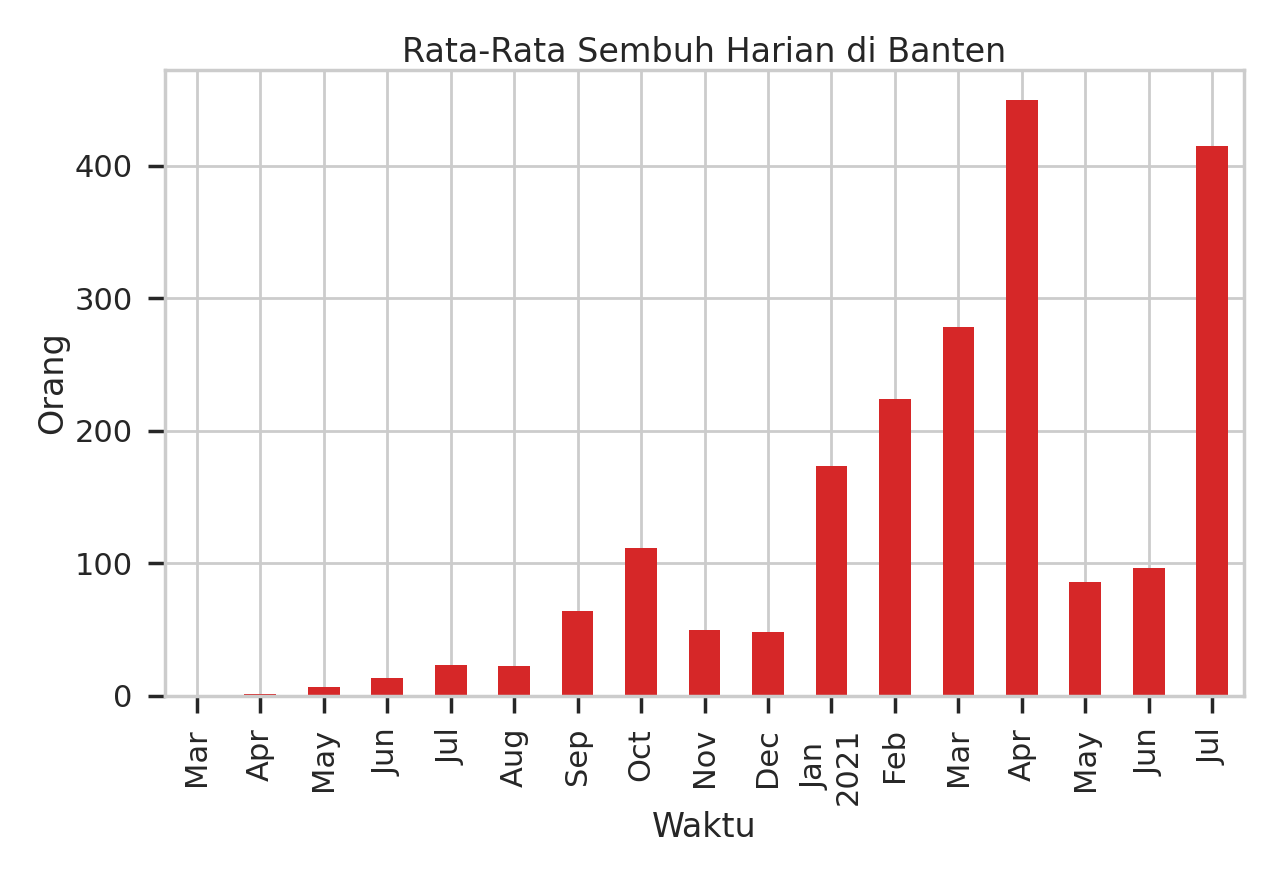 Rata-Rata Sembuh Harian di Banten
400
300
200
100
0
Orang
Mar
Apr
May
Jun
Jul
Aug
Sep
Oct
Nov
Dec
Jan
2021
Feb
Mar
Apr
May
Jun
Jul
Waktu